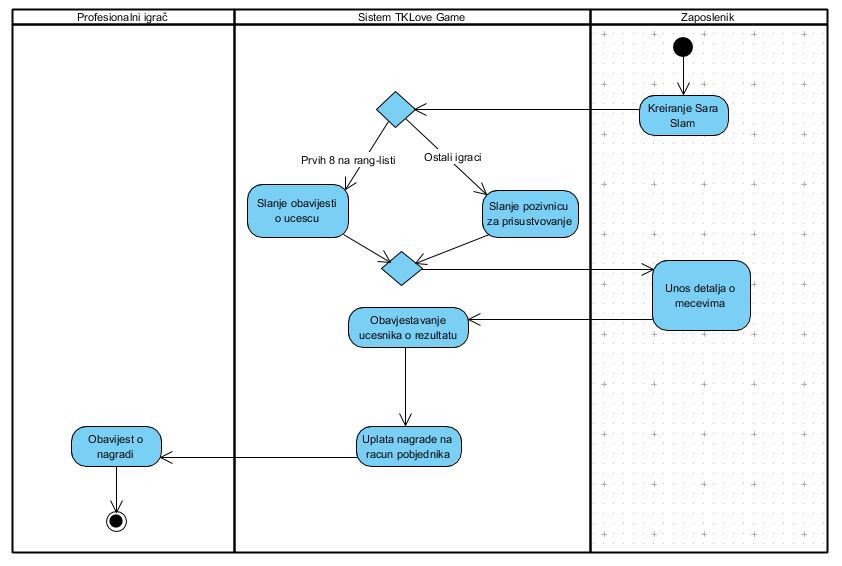 Profesionalni igrač
Sistem TKLove Game
Zaposlenik
Kreiranje Sara
Slam
Prvih 8 na rang-listi
Ostali igraci
Slanje obavijesti
o ucescu
Slanje pozivnicu
za prisustvovanje
Unos detalja o
mecevima
Obavjestavanje
ucesnika o rezultatu
Uplata nagrade na
racun pobjednika
Obavijest o
nagradi